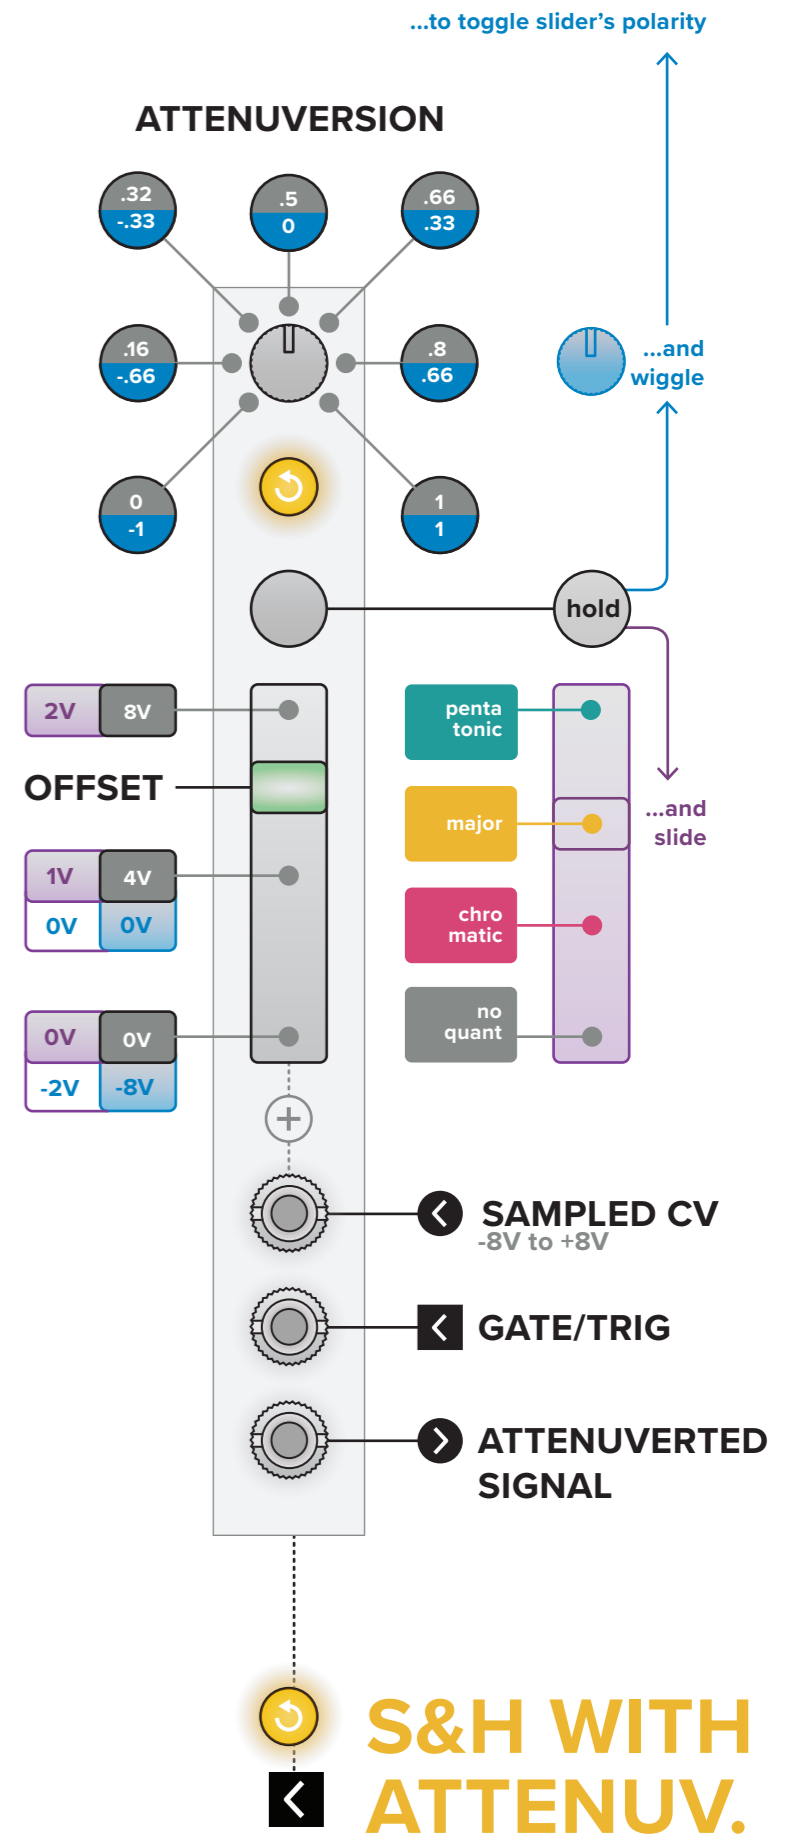 ...to toggle slider's polarity
ATTENUVERSION
.32
-.33
.5
0
.66
.33
.16
-.66
.8
.66
...and
wiggle
0
-1
1
1
hold
2V 8V
OFFSET
1V 4V
0V 0V
0V 0V
-2V -8V
penta
tonic
major
...and
slide
chro
matic
no
quant
SAMPLED CV
-8V to +8V
GATE/TRIG
ATTENUVERTED
SIGNAL
S&H WITH
ATTENUV.